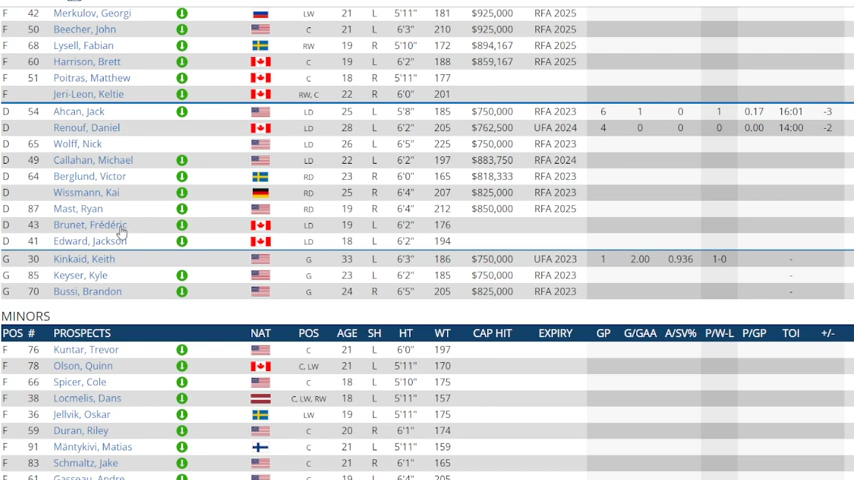 F 42 Merkulov, Georgi LW 21 L 5'11" 181 $925,000 RFA 2025
F 50 Beecher, John C 21 L 6'3" 210 $925,000 RFA 2025
F 68 Lysell, Fabian RW 19 R 5'10" 172 $894,167 RFA 2025
F 60 Harrison, Brett C 19 L 6'2" 188 $859,167 RFA 2025
F 51 Poitras, Matthew C 18 R 5'11" 177
F Jeri-Leon, Keltie RW, C 22 R 6'0" 201
D 54 Ahcan, Jack LD 25 L 5'8" 185 $750,000 RFA 2023 6 1 0 1 0.17 16:01 -3
D Renouf, Daniel LD 28 L 6'2" 205 $762,500 UFA 2024 4 0 0 0 0.00 14:00 -2
D 65 Wolff, Nick LD 26 L 6'5" 225 $750,000 RFA 2023
D 49 Callahan, Michael LD 22 L 6'2" 197 $883,750 RFA 2024
D 64 Berglund, Victor RD 23 R 6'0" 165 $818,333 RFA 2023
D Wissmann, Kai RD 25 R 6'4" 207 $825,000 RFA 2023
D 87 Mast, Ryan RD 19 R 6'4" 212 $850,000 RFA 2025
D 43 Brunet, Frédéric LD 19 L 6'2" 176
D 41 Edward, Jackson LD 18 L 6'2" 194
G 30 Kinkaid, Keith G 33 L 6'3" 186 $750,000 UFA 2023 1 2.00 0.936 1-0 -
G 85 Keyser, Kyle G 23 L 6'2" 185 $750,000 RFA 2023 -
G 70 Bussi, Brandon G 24 R 6'5" 205 $825,000 RFA 2023 -
MINORS
POS # PROSPECTS NAT POS AGE SH HT WT CAP HIT EXPIRY GP G/GAA A/SV% P/W-L P/GP TOI +/-
F 76 Kuntar, Trevor C 21 L 6'0" 197
F 78 Olson, Quinn C, LW 21 L 5'11" 170
F 66 Spicer, Cole C 18 R 5'10" 175
F 38 Locmelis, Dans C, LW, RW 18 L 5'11" 157
F 36 Jellvik, Oskar LW 19 L 5'11" 175
F 59 Duran, Riley C 20 R 6'1" 174
F 91 Mäntykivi, Matias C 21 L 5'11" 159
F 83 Schmaltz, Jake C 21 R 6'1" 165
F 61 Gasseau, Andre C 19 L 6'4" 205